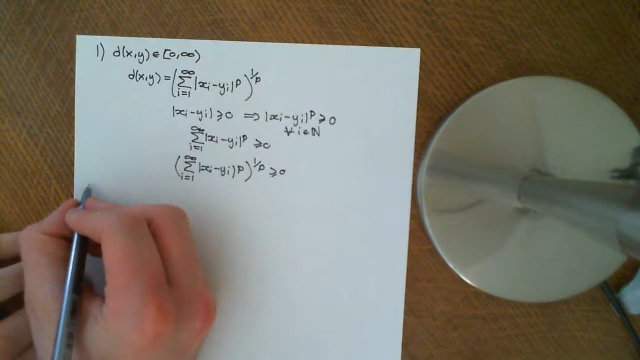 1) d(x,y) ∈ [0,∞)
d(x,y) = (∑_{i=1}^{∞} |xi-yi|^p)^{1/p}
|xi-yi| ⩾ 0 ⟹ |xi-yi|^p ⩾ 0
∀ i ∈ ℕ
∑_{i=1}^{∞} |xi-yi|^p ⩾ 0
(∑_{i=1}^{∞} |xi-yi|^p)^{1/p} ⩾ 0